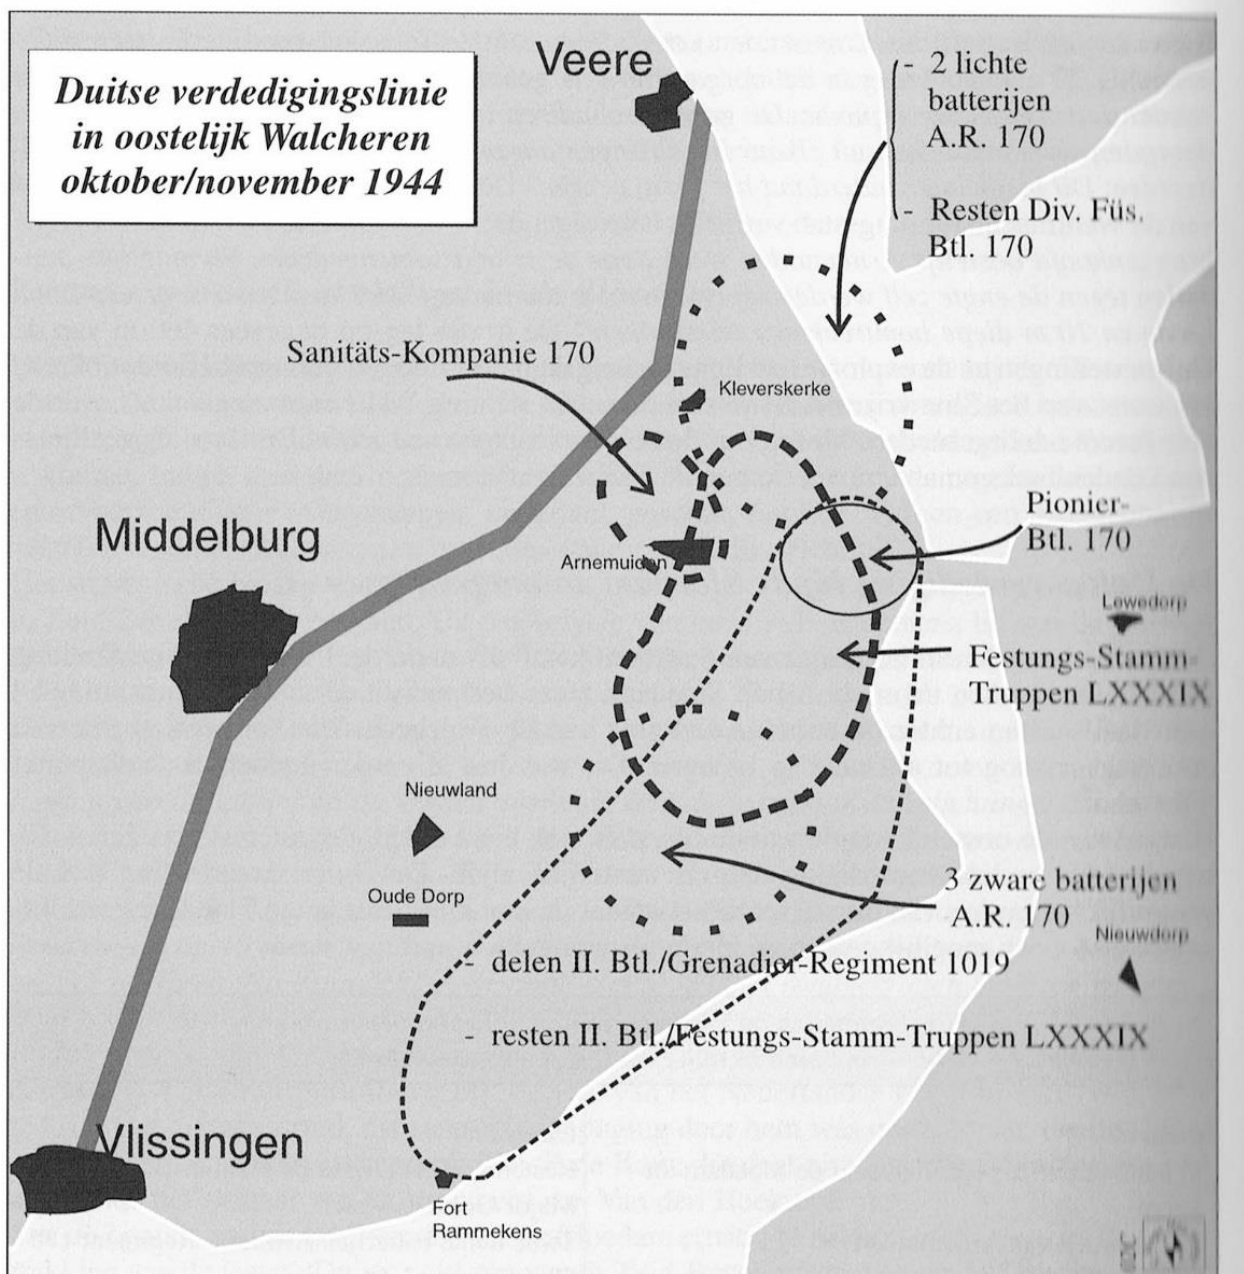 Duitse verdedigingslinie
in oostelijk Walcheren
oktober/november 1944
Veere
- 2 lichte
batterijen
A.R. 170
- Resten Div. Füs.
Btl. 170
Sanitäts-Kompanie 170
Kleverskerke
Middelburg
Pionier-
Btl. 170
Arnemuiden
Lewedorp
Festungs-Stamm-
Truppen LXXXIX
Nieuwland
Oude Dorp
3 zware batterijen
A.R. 170
Nieuwdorp
- delen II. Btl./Grenadior-Regiment 1019
- resten II. Btl./Festungs-Stamm-Truppen LXXXIX
Vlissingen
Fort
Rammekens